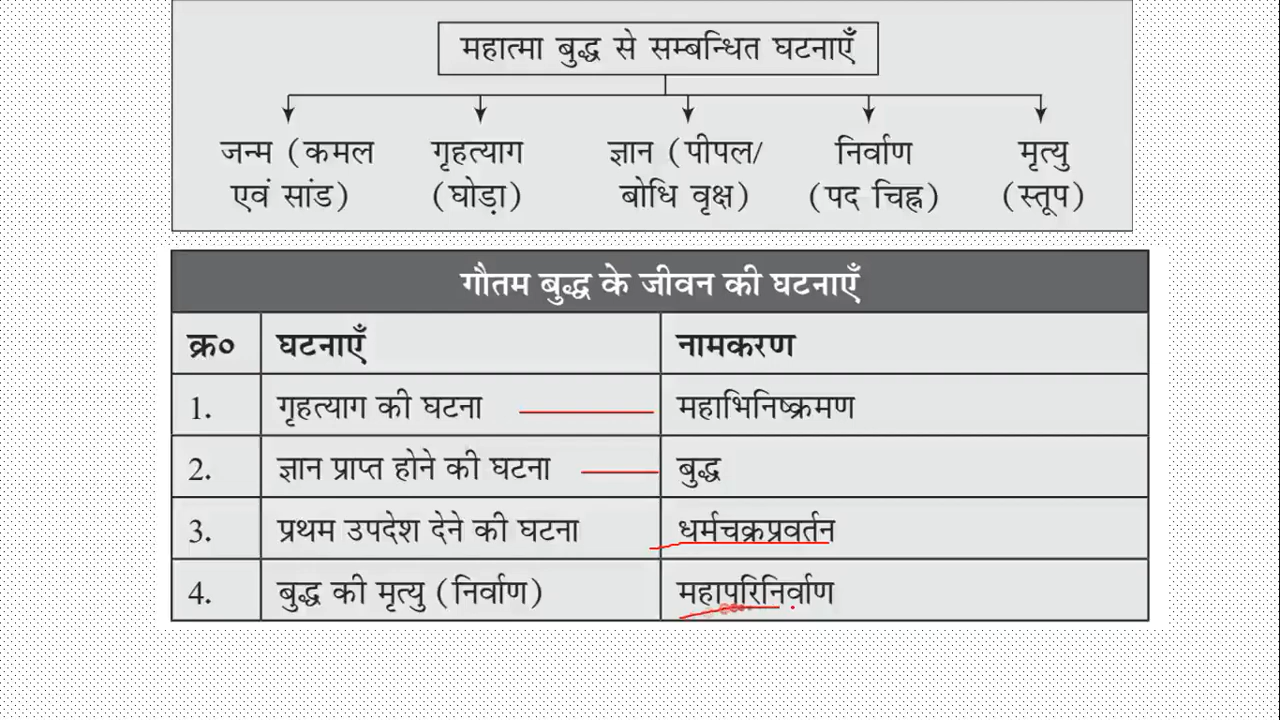 महात्मा बुद्ध से सम्बन्धित घटनाएँ
जन्म (कमल एवं सांड)
गृहत्याग (घोड़ा)
ज्ञान (पीपल/ बोधि वृक्ष)
निर्वाण (पद चिह्न)
मृत्यु (स्तूप)
गौतम बुद्ध के जीवन की घटनाएँ
क्र० घटनाएँ नामकरण
1. गृहत्याग की घटना महाभिनिष्क्रमण
2. ज्ञान प्राप्त होने की घटना बुद्ध
3. प्रथम उपदेश देने की घटना धर्मचक्रप्रवर्तन
4. बुद्ध की मृत्यु (निर्वाण) महापरिनिर्वाण